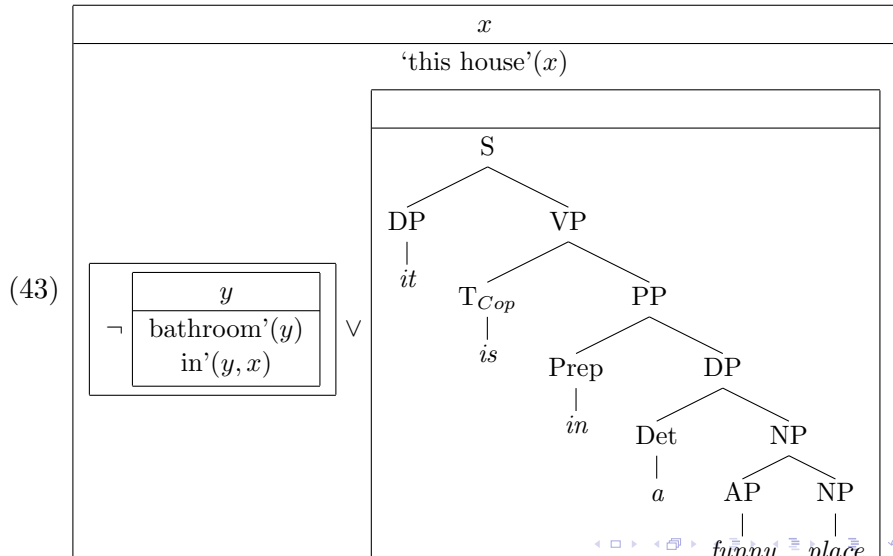 x
‘this house’(x)
S
DP VP
it
T_Cop PP
is
Prep DP
in
Det NP
a
AP NP
funny place
(43) ¬ y ∨
bathroom’(y)
in’(y, x)